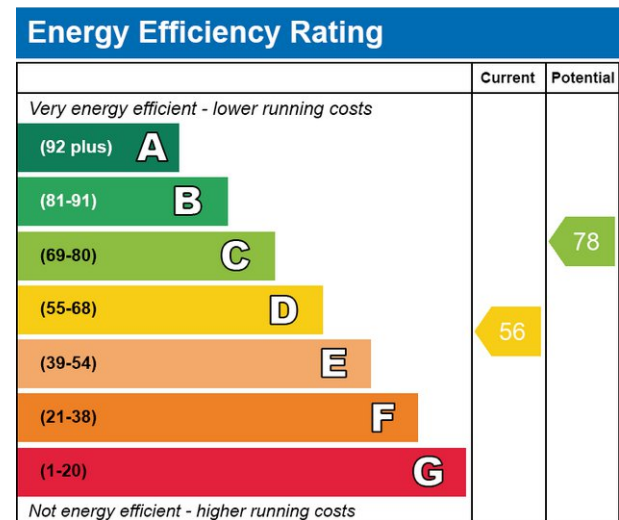 Energy Efficiency Rating
Current Potential
Very energy efficient - lower running costs
(92 plus) A
(81-91) B
(69-80) C
78
(55-68) D
56
(39-54) E
(21-38) F
(1-20) G
Not energy efficient - higher running costs